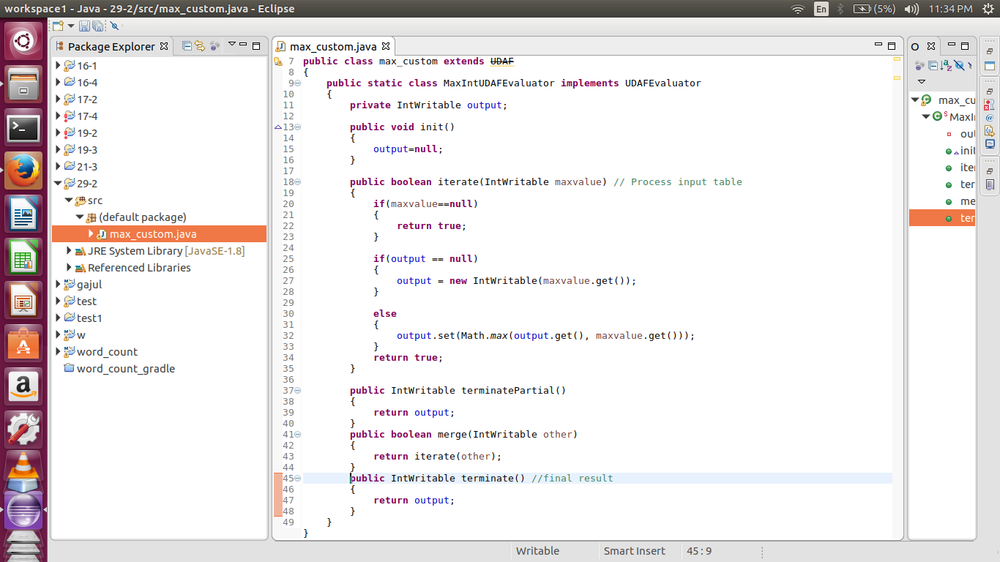 workspace1 - Java - 29-2/src/max_custom.java - Eclipse
En
(5%)
11:34 PM
Package Explorer
16-1
16-4
17-2
17-4
19-2
19-3
21-3
29-2
src
(default package)
max_custom.java
JRE System Library [JavaSE-1.8]
Referenced Libraries
gajul
test
test1
w
word_count
word_count_gradle
max_custom.java
7 public class max_custom extends UDAF
8 {
9 public static class MaxIntUDAFEvaluator implements UDAFEvaluator
10 {
11 private IntWritable output;
12
13 public void init()
14 {
15 output=null;
16 }
17
18 public boolean iterate(IntWritable maxvalue) // Process input table
19 {
20 if(maxvalue==null)
21 {
22 return true;
23 }
24
25 if(output == null)
26 {
27 output = new IntWritable(maxvalue.get());
28 }
29
30 else
31 {
32 output.set(Math.max(output.get(), maxvalue.get()));
33 }
34 return true;
35 }
36
37 public IntWritable terminatePartial()
38 {
39 return output;
40 }
41 public boolean merge(IntWritable other)
42 {
43 return iterate(other);
44 }
45 public IntWritable terminate() //final result
46 {
47 return output;
48 }
49 }
}
O
max_cu
MaxIn
out
init
ite
ter
me
ter
Writable
Smart Insert
45 : 9